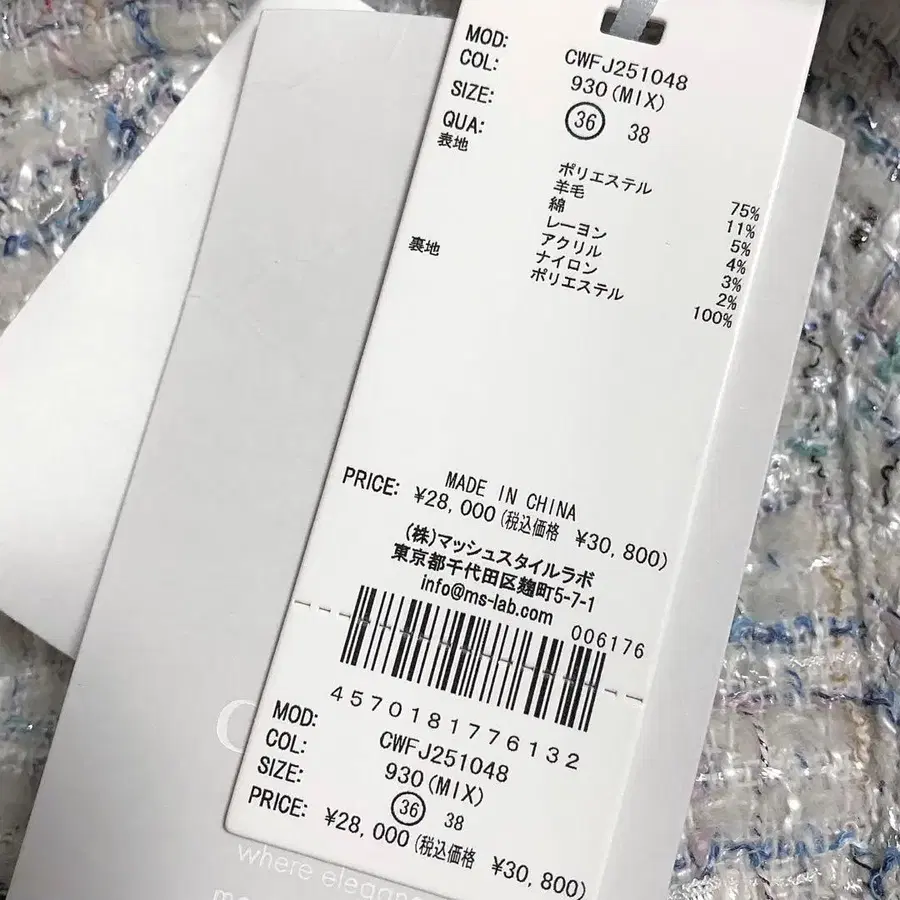 MOD: CWFJ251048
COL: 930(MIX)
SIZE: 36 38
QUA:
表地 ポリエステル 75%
羊毛 11%
綿 5%
レーヨン 4%
アクリル 3%
ナイロン 2%
裏地 ポリエステル 100%
MADE IN CHINA
PRICE: ¥28,000(税込価格 ¥30,800)
(株)マッシュスタイルラボ
東京都千代田区麹町5-7-1
info@ms-lab.com
006176
4570181776132
MOD: CWFJ251048
COL: 930(MIX)
SIZE: 36 38
PRICE: ¥28,000(税込価格 ¥30,800)
where